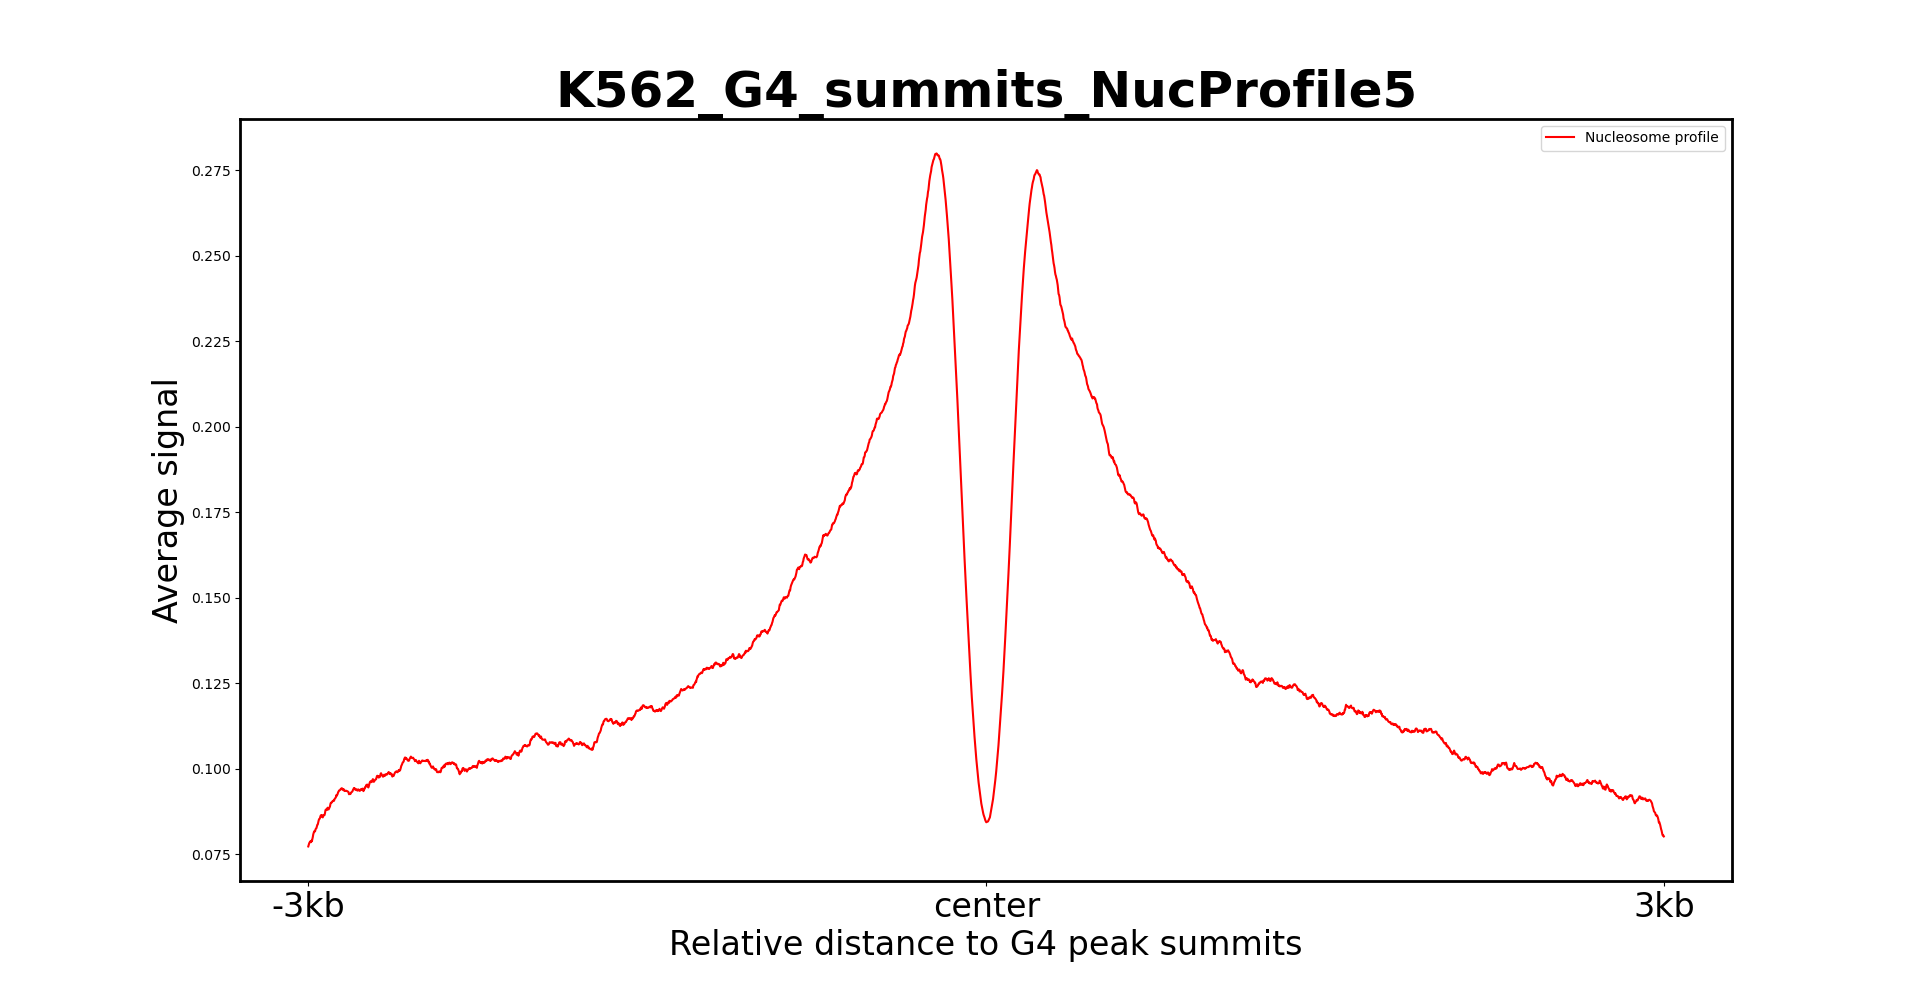 K562_G4_summits_NucProfile5
Nucleosome profile
0.275
0.250
0.225
0.200
0.175
0.150
0.125
0.100
0.075
Average signal
-3kb center 3kb
Relative distance to G4 peak summits